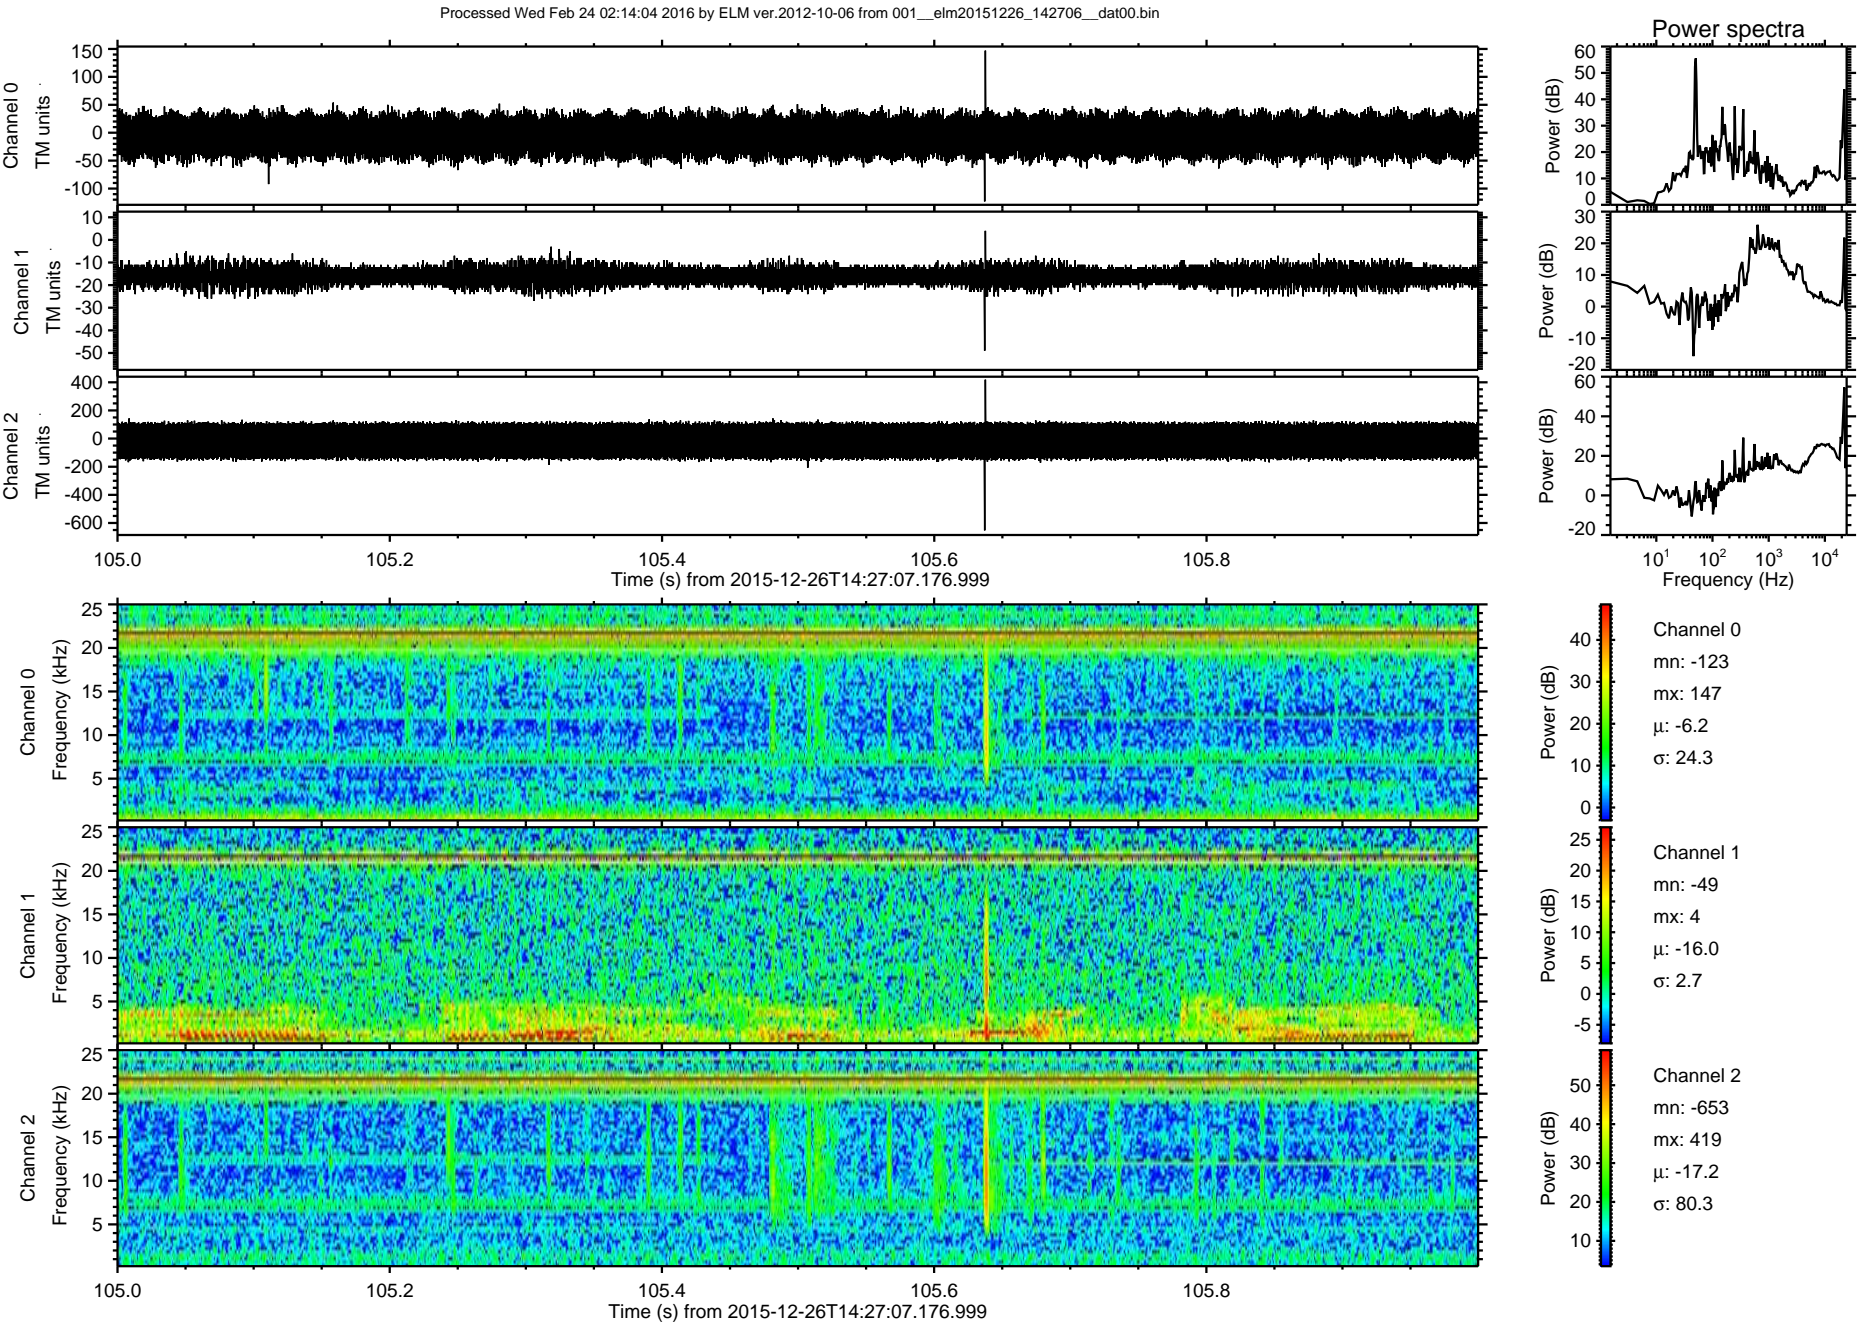 Processed Wed Feb 24 02:14:04 2016 by ELM ver.2012-10-06 from 001__elm20151226_142706__dat00.bin
Power spectra
Channel 0
TM units
150
100
50
0
-50
-100
Power (dB)
60
50
40
30
20
10
0
Channel 1
TM units
10
0
-10
-20
-30
-40
-50
Power (dB)
30
20
10
0
-10
-20
Channel 2
TM units
400
200
0
-200
-400
-600
Power (dB)
60
40
20
0
-20
105.0 105.2 105.4 105.6 105.8
Time (s) from 2015-12-26T14:27:07.176.999
10¹ 10² 10³ 10⁴
Frequency (Hz)
Channel 0
Frequency (kHz)
25
20
15
10
5
Power (dB)
40
30
20
10
0
Channel 0
mn: -123
mx: 147
μ: -6.2
σ: 24.3
Channel 1
Frequency (kHz)
25
20
15
10
5
Power (dB)
25
20
15
10
5
0
-5
Channel 1
mn: -49
mx: 4
μ: -16.0
σ: 2.7
Channel 2
Frequency (kHz)
25
20
15
10
5
Power (dB)
50
40
30
20
10
Channel 2
mn: -653
mx: 419
μ: -17.2
σ: 80.3
105.0 105.2 105.4 105.6 105.8
Time (s) from 2015-12-26T14:27:07.176.999